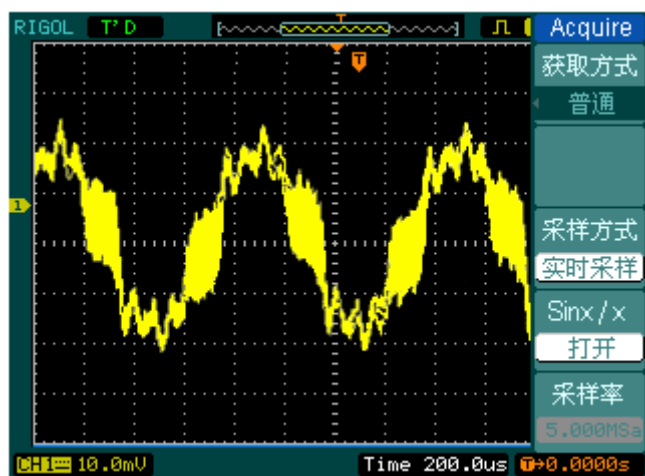 RIGOL T'D T
Acquire
获取方式
普通
T
1
采样方式
实时采样
Sinx/x
打开
采样率
5.000MSa
CH1 10.0mV Time 200.0us T→0.0000s